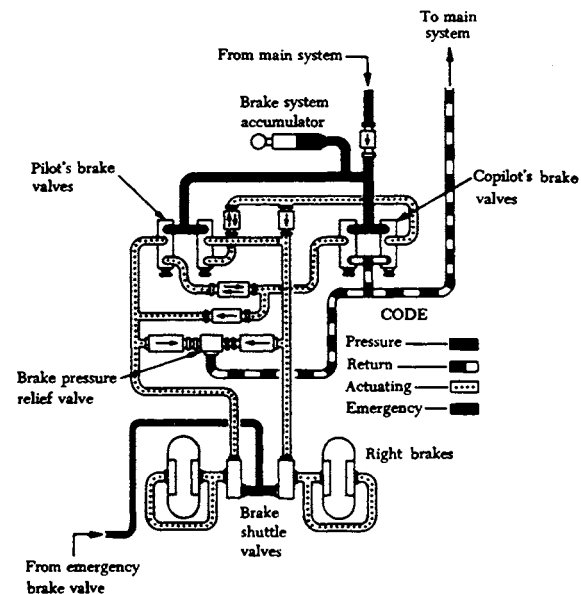 To main
system
From main system
Brake system
accumulator
Pilot's brake
valves
Copilot's brake
valves
CODE
Pressure
Return
Actuating
Emergency
Brake pressure
relief valve
Right brakes
Brake
shuttle
valves
From emergency
brake valve